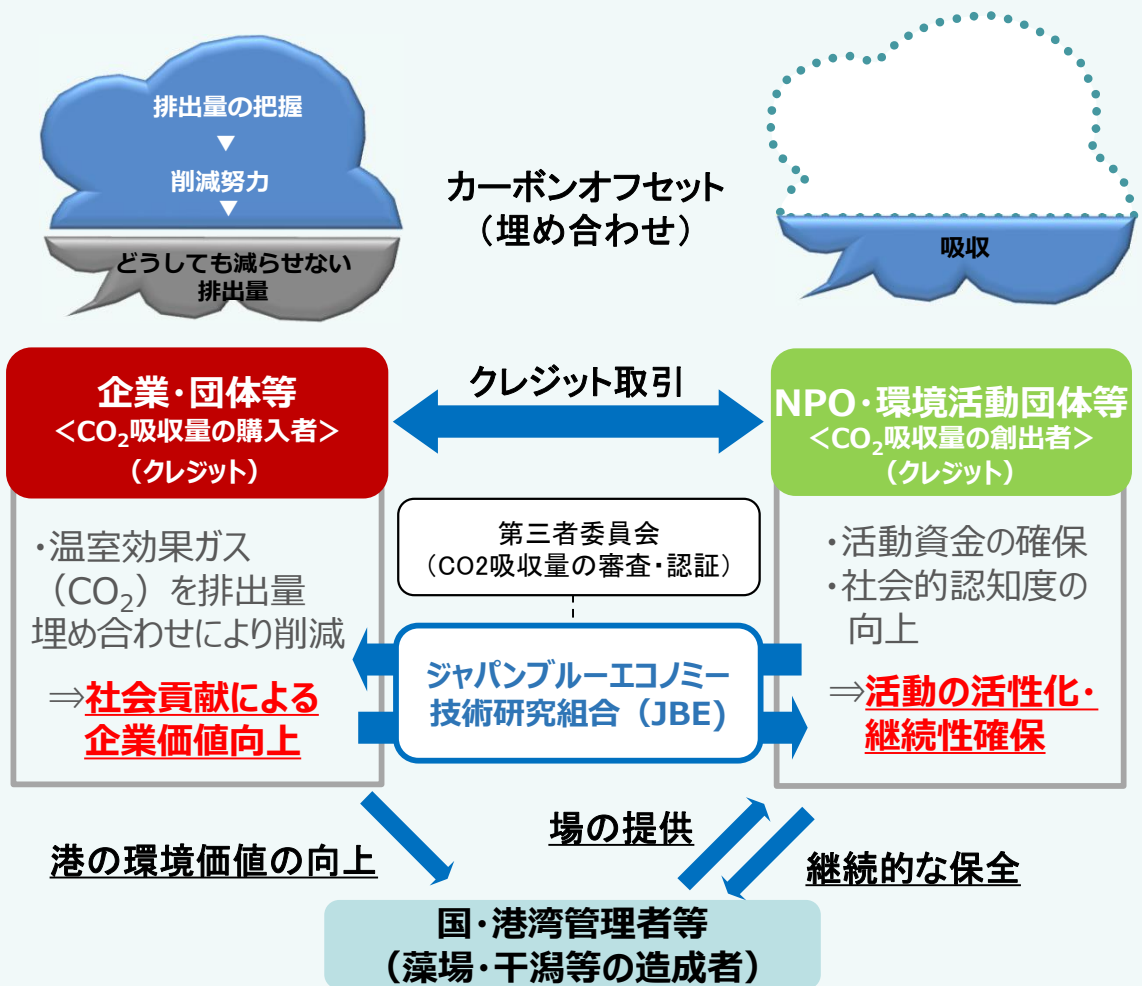 排出量の把握
▼
削減努力
▼
どうしても減らせない
排出量
カーボンオフセット
（埋め合わせ）
吸収
企業・団体等
＜CO₂吸収量の購入者＞
（クレジット）
クレジット取引
NPO・環境活動団体等
＜CO₂吸収量の創出者＞
（クレジット）
・温室効果ガス
（CO₂）を排出量
埋め合わせにより削減
⇒社会貢献による
企業価値向上
第三者委員会
（CO2吸収量の審査・認証）
ジャパンブルーエコノミー
技術研究組合（JBE)
・活動資金の確保
・社会的認知度の
向上
⇒活動の活性化・
継続性確保
港の環境価値の向上
場の提供
継続的な保全
国・港湾管理者等
（藻場・干潟等の造成者）